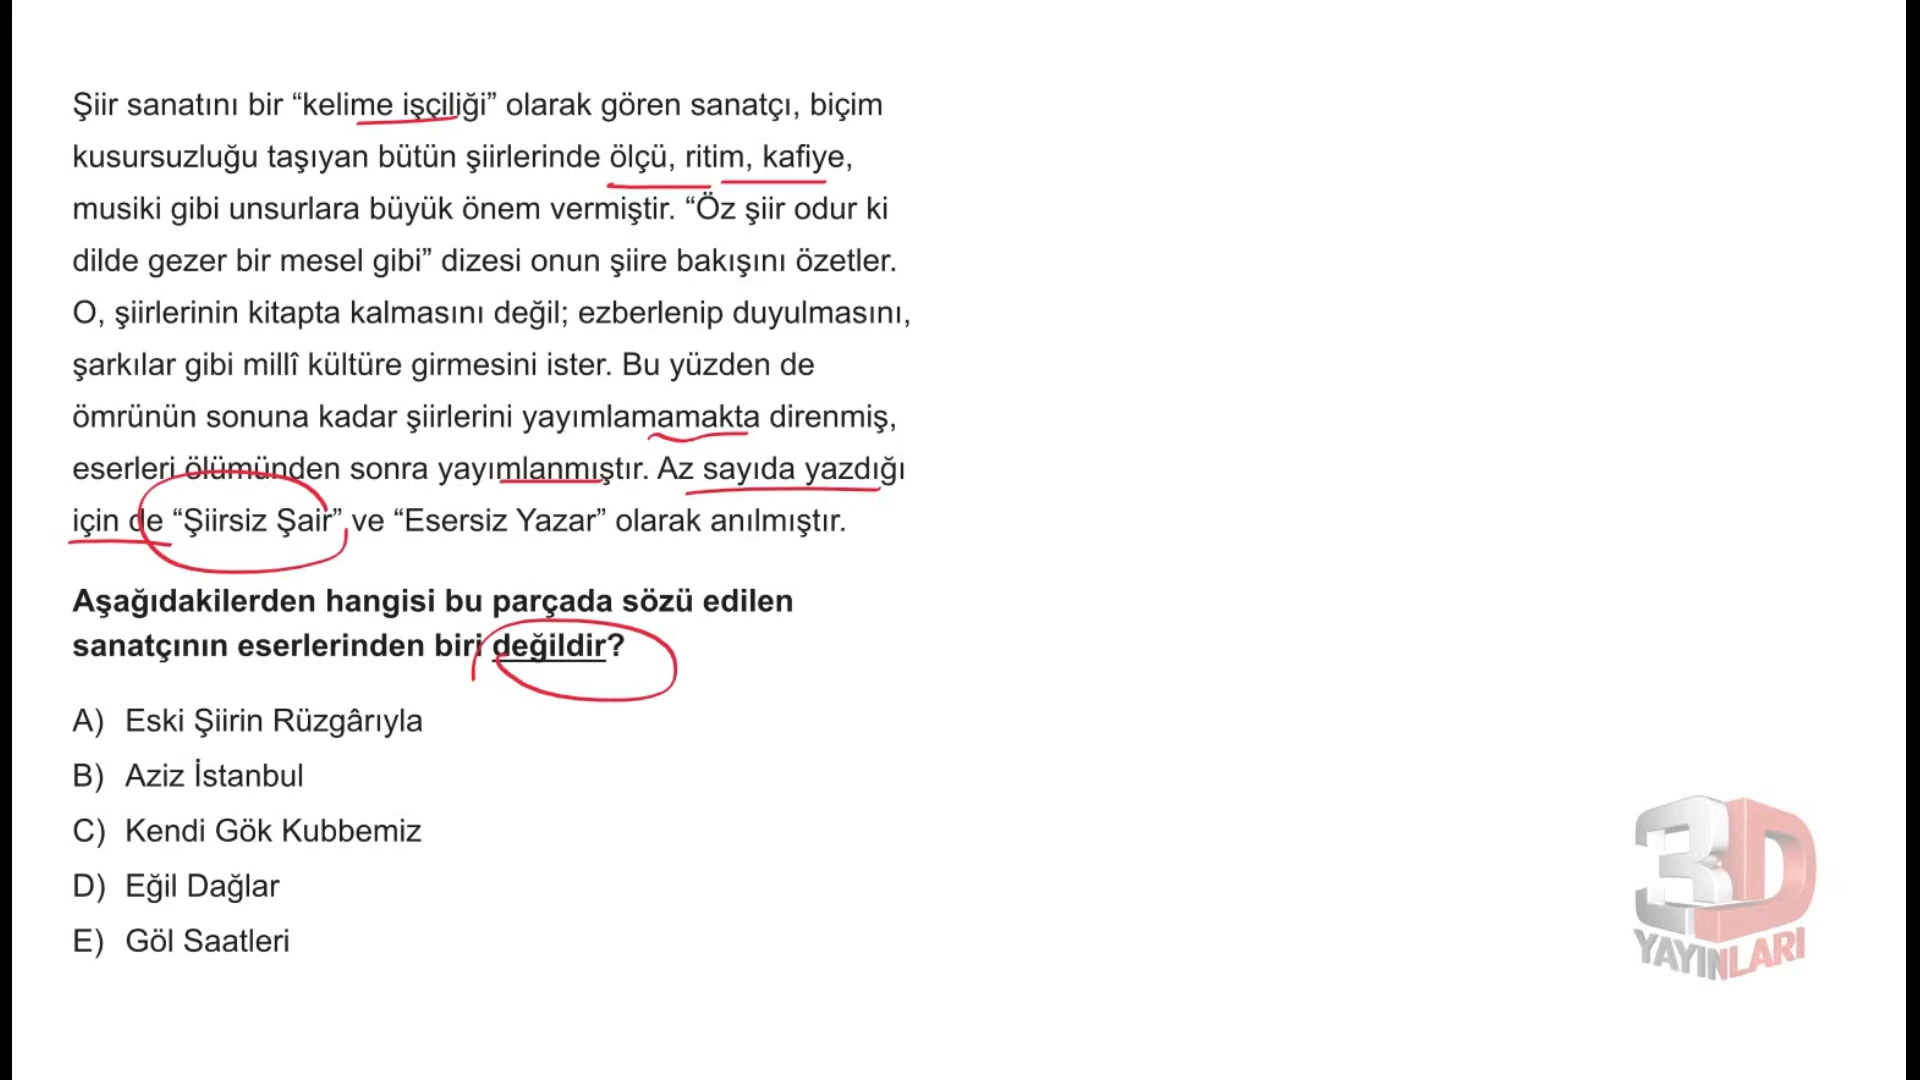 Şiir sanatını bir “kelime işçiliği” olarak gören sanatçı, biçim
kusursuzluğu taşıyan bütün şiirlerinde ölçü, ritim, kafiye,
musiki gibi unsurlara büyük önem vermiştir. “Öz şiir odur ki
dilde gezer bir mesel gibi” dizesi onun şiire bakışını özetler.
O, şiirlerinin kitapta kalmasını değil; ezberlenip duyulmasını,
şarkılar gibi millî kültüre girmesini ister. Bu yüzden de
ömrünün sonuna kadar şiirlerini yayımlamamakta direnmiş,
eserleri ölümünden sonra yayımlanmıştır. Az sayıda yazdığı
için de “Şiirsiz Şair” ve “Esersiz Yazar” olarak anılmıştır.
Aşağıdakilerden hangisi bu parçada sözü edilen
sanatçının eserlerinden biri değildir?
A) Eski Şiirin Rüzgârıyla
B) Aziz İstanbul
C) Kendi Gök Kubbemiz
D) Eğil Dağlar
E) Göl Saatleri
3D
YAYINLARI